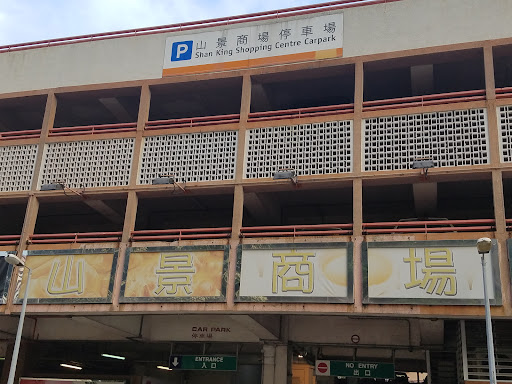 P 山景商場停車場
Shan King Shopping Centre Carpark
山景商場
CAR PARK
停車場
ENTRANCE
入口
NO ENTRY
出口